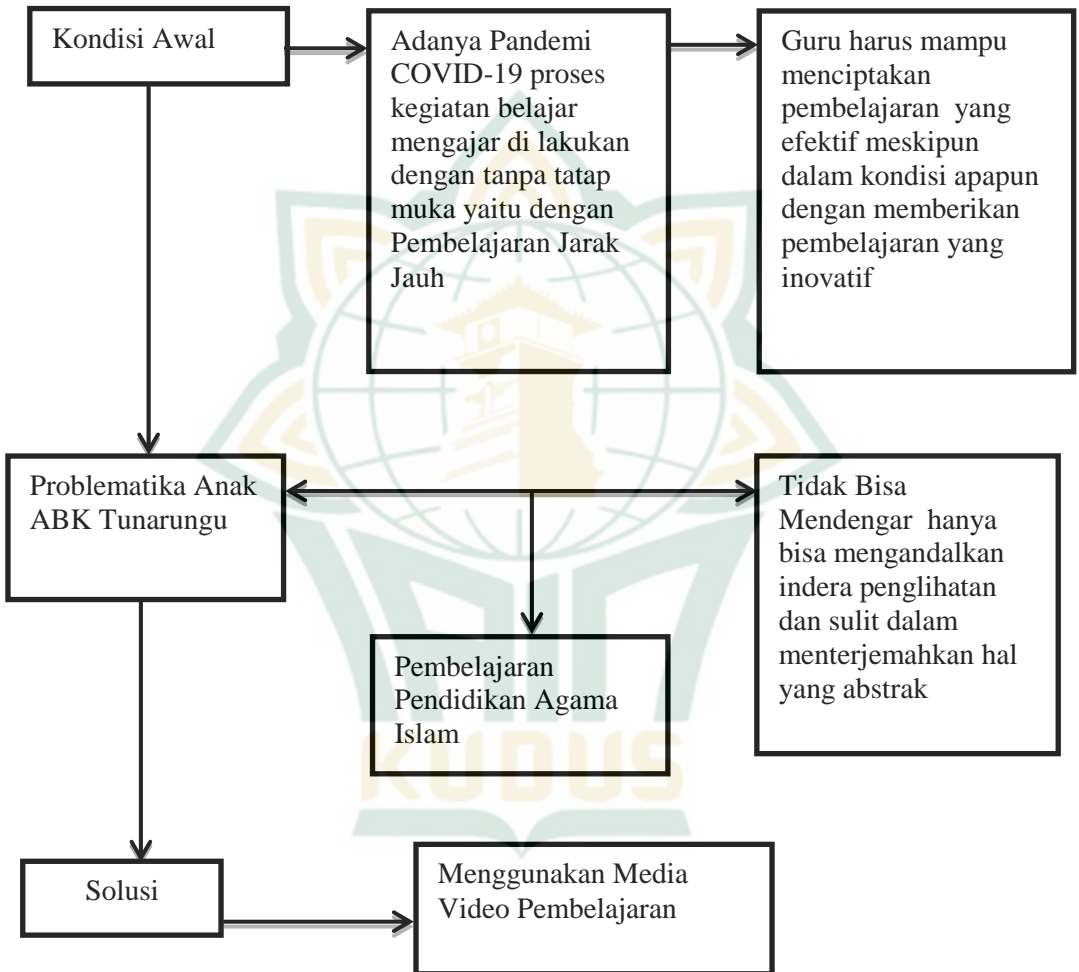 Kondisi Awal
Adanya Pandemi
COVID-19 proses
kegiatan belajar
mengajar di lakukan
dengan tanpa tatap
muka yaitu dengan
Pembelajaran Jarak
Jauh
Guru harus mampu
menciptakan
pembelajaran yang
efektif meskipun
dalam kondisi apapun
dengan memberikan
pembelajaran yang
inovatif
Problematika Anak
ABK Tunarungu
Tidak Bisa
Mendengar hanya
bisa mengandalkan
indera penglihatan
dan sulit dalam
menterjemahkan hal
yang abstrak
Pembelajaran
Pendidikan Agama
Islam
IAIN
KUDUS
Solusi
Menggunakan Media
Video Pembelajaran